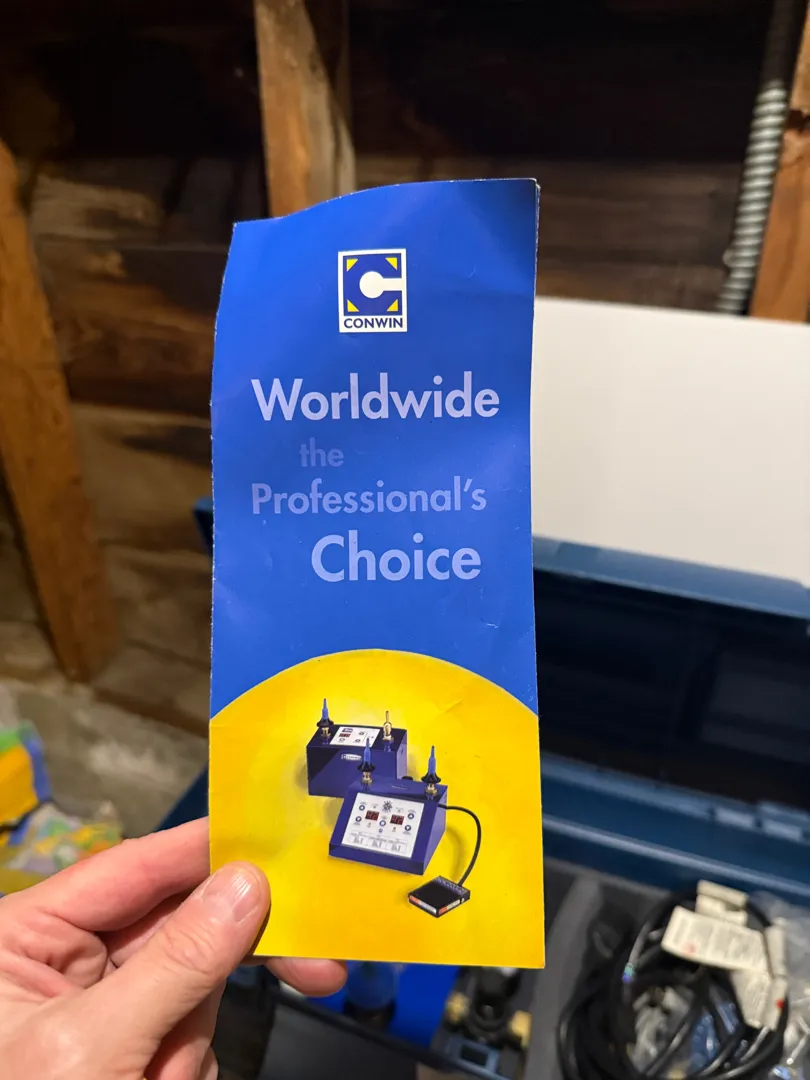 CONWIN
Worldwide
the
Professional's
Choice